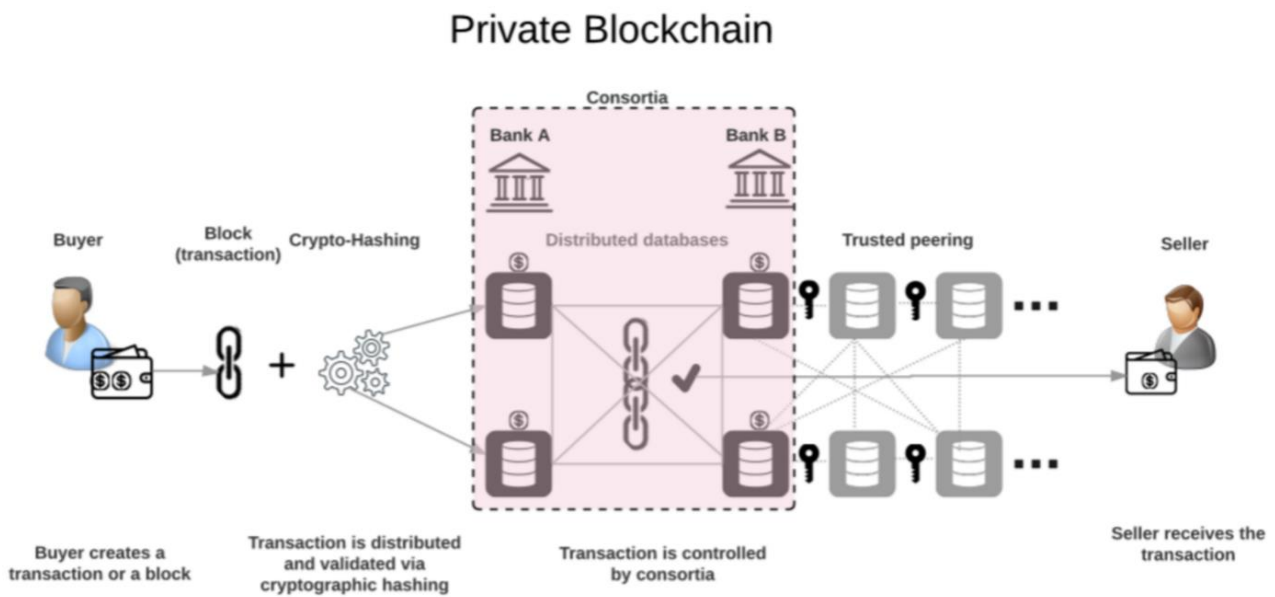 Private Blockchain
Consortia
Bank A
Bank B
Buyer
Block
(transaction)
Crypto-Hashing
Distributed databases
Trusted peering
Seller
Buyer creates a
transaction or a block
Transaction is distributed
and validated via
cryptographic hashing
Transaction is controlled
by consortia
Seller receives the
transaction